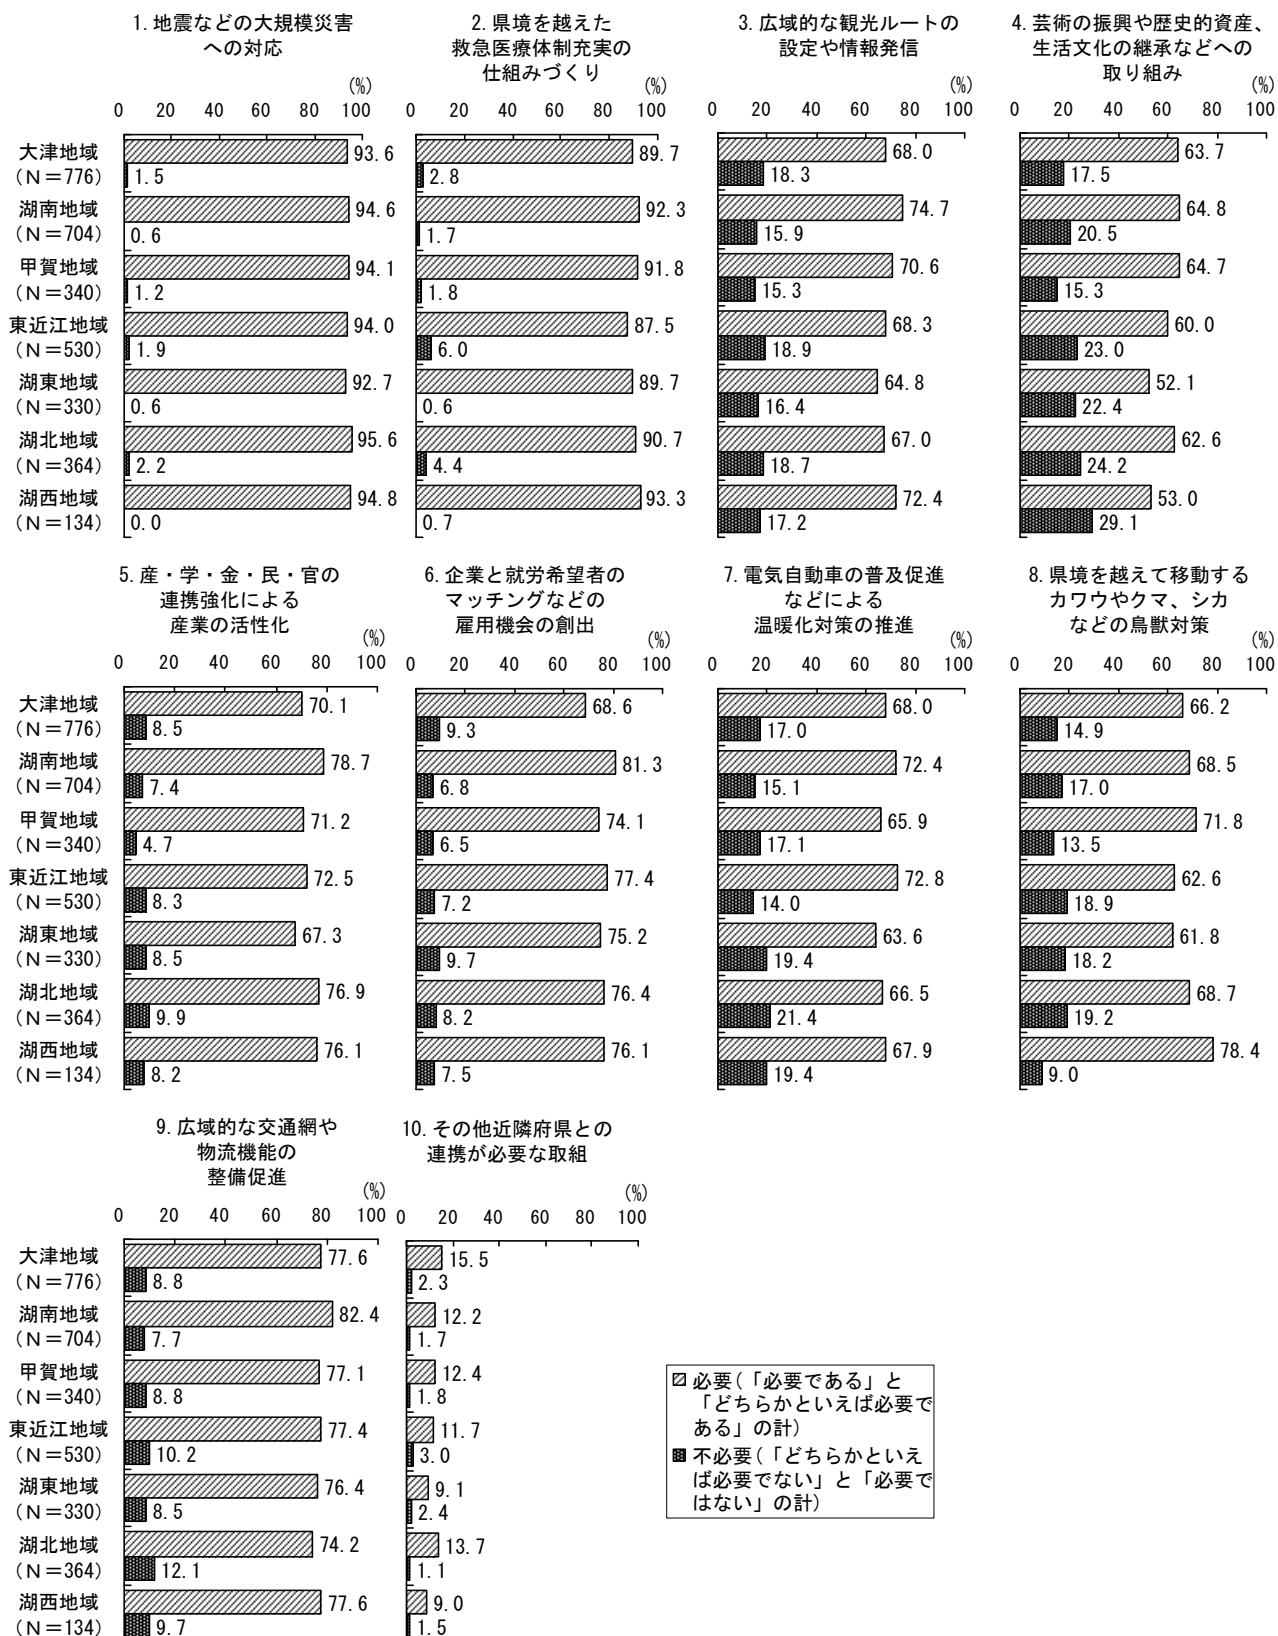 1. 地震などの大規模災害
への対応
(%)
0 20 40 60 80 100
大津地域
（N＝776）
93.6
1.5
湖南地域
（N＝704）
94.6
0.6
甲賀地域
（N＝340）
94.1
1.2
東近江地域
（N＝530）
94.0
1.9
湖東地域
（N＝330）
92.7
0.6
湖北地域
（N＝364）
95.6
2.2
湖西地域
（N＝134）
94.8
0.0
2. 県境を越えた
救急医療体制充実の
仕組みづくり
(%)
0 20 40 60 80 100
89.7
2.8
92.3
1.7
91.8
1.8
87.5
6.0
89.7
0.6
90.7
4.4
93.3
0.7
3. 広域的な観光ルートの
設定や情報発信
(%)
0 20 40 60 80 100
68.0
18.3
74.7
15.9
70.6
15.3
68.3
18.9
64.8
16.4
67.0
18.7
72.4
17.2
4. 芸術の振興や歴史的資産、
生活文化の継承などへの
取り組み
(%)
0 20 40 60 80 100
63.7
17.5
64.8
20.5
64.7
15.3
60.0
23.0
52.1
22.4
62.6
24.2
53.0
29.1
5. 産・学・金・民・官の
連携強化による
産業の活性化
(%)
0 20 40 60 80 100
大津地域
（N＝776）
70.1
8.5
湖南地域
（N＝704）
78.7
7.4
甲賀地域
（N＝340）
71.2
4.7
東近江地域
（N＝530）
72.5
8.3
湖東地域
（N＝330）
67.3
8.5
湖北地域
（N＝364）
76.9
9.9
湖西地域
（N＝134）
76.1
8.2
6. 企業と就労希望者の
マッチングなどの
雇用機会の創出
(%)
0 20 40 60 80 100
68.6
9.3
81.3
6.8
74.1
6.5
77.4
7.2
75.2
9.7
76.4
8.2
76.1
7.5
7. 電気自動車の普及促進
などによる
温暖化対策の推進
(%)
0 20 40 60 80 100
68.0
17.0
72.4
15.1
65.9
17.1
72.8
14.0
63.6
19.4
66.5
21.4
67.9
19.4
8. 県境を越えて移動する
カワウやクマ、シカ
などの鳥獣対策
(%)
0 20 40 60 80 100
66.2
14.9
68.5
17.0
71.8
13.5
62.6
18.9
61.8
18.2
68.7
19.2
78.4
9.0
9. 広域的な交通網や
物流機能の
整備促進
(%)
0 20 40 60 80 100
大津地域
（N＝776）
77.6
8.8
湖南地域
（N＝704）
82.4
7.7
甲賀地域
（N＝340）
77.1
8.8
東近江地域
（N＝530）
77.4
10.2
湖東地域
（N＝330）
76.4
8.5
湖北地域
（N＝364）
74.2
12.1
湖西地域
（N＝134）
77.6
9.7
10. その他近隣府県との
連携が必要な取組
(%)
0 20 40 60 80 100
15.5
2.3
12.2
1.7
12.4
1.8
11.7
3.0
9.1
2.4
13.7
1.1
9.0
1.5
必要(「必要である」と
「どちらかといえば必要で
ある」の計)
不必要(「どちらかといえ
ば必要でない」と「必要で
はない」の計)